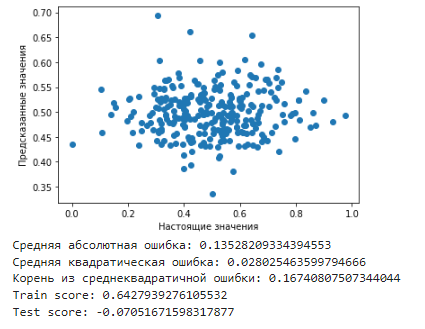 0.70
0.65
0.60
0.55
0.50
0.45
0.40
0.35
Предсказанные значения
0.0 0.2 0.4 0.6 0.8 1.0
Настоящие значения
Средняя абсолютная ошибка: 0.13528209334394553
Средняя квадратическая ошибка: 0.028025463599794666
Корень из среднеквадратичной ошибки: 0.16740807507344044
Train score: 0.6427939276105532
Test score: -0.07051671598317877